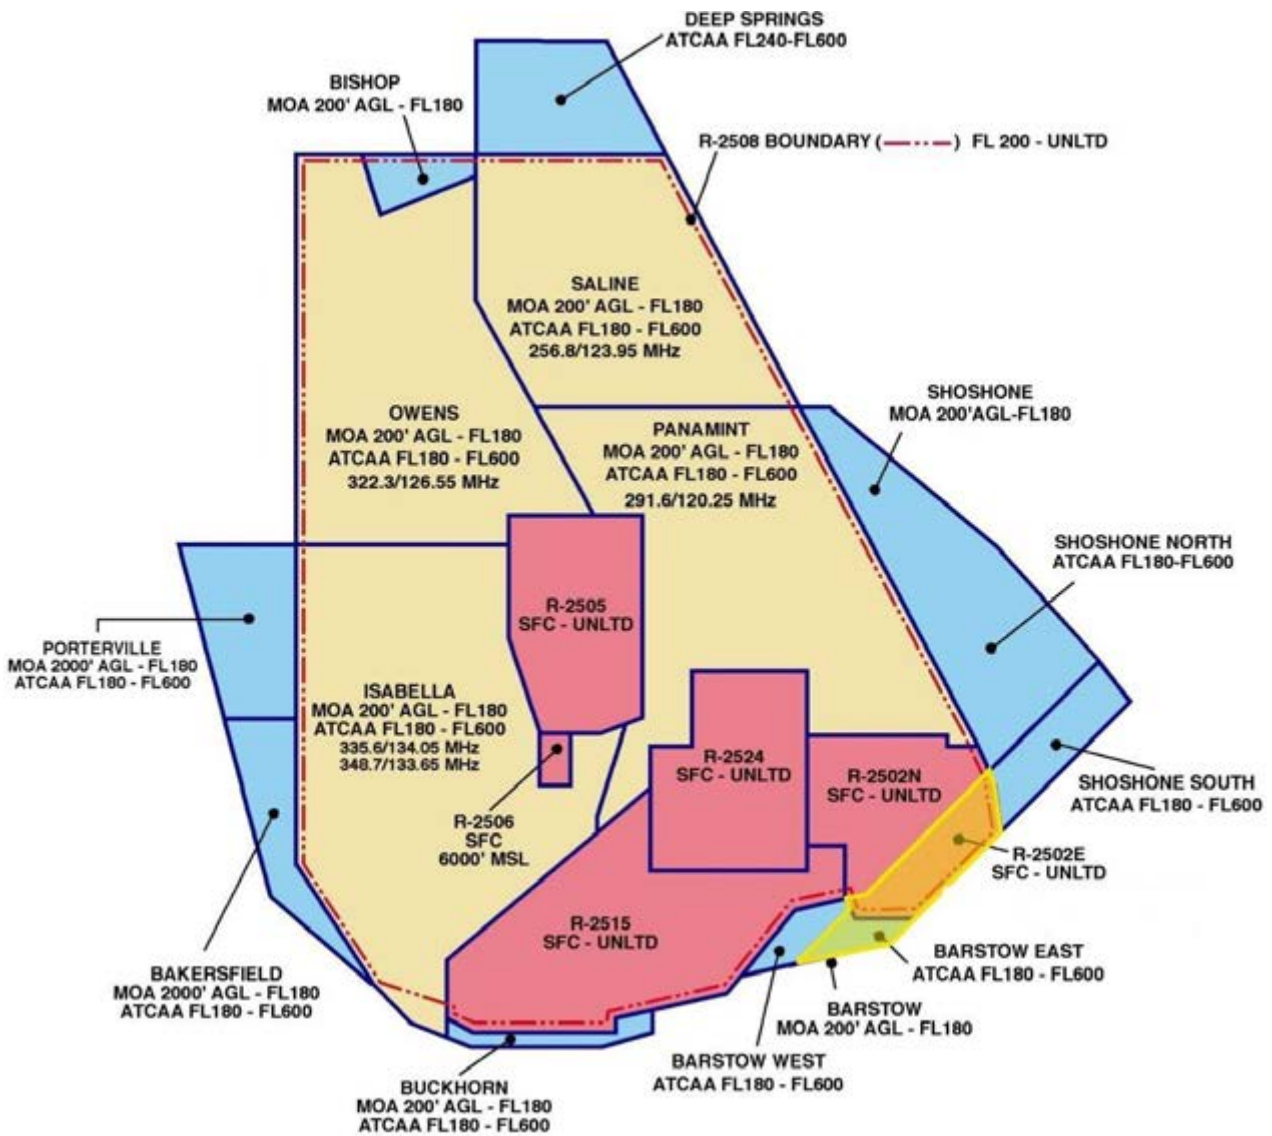 DEEP SPRINGS
ATCAA FL240-FL600
BISHOP
MOA 200' AGL - FL180
R-2508 BOUNDARY ( ) FL 200 - UNLTD
SALINE
MOA 200' AGL - FL180
ATCAA FL180 - FL600
256.8/123.95 MHz
SHOSHONE
MOA 200'AGL-FL180
OWENS
MOA 200' AGL - FL180
ATCAA FL180 - FL600
322.3/126.55 MHz
PANAMINT
MOA 200' AGL - FL180
ATCAA FL180 - FL600
291.6/120.25 MHz
SHOSHONE NORTH
ATCAA FL180-FL600
R-2505
SFC - UNLTD
PORTERVILLE
MOA 2000' AGL - FL180
ATCAA FL180 - FL600
ISABELLA
MOA 200' AGL - FL180
ATCAA FL180 - FL600
335.6/134.05 MHz
348.7/133.65 MHz
R-2524
SFC - UNLTD
R-2502N
SFC - UNLTD
SHOSHONE SOUTH
ATCAA FL180 - FL600
R-2506
SFC
6000' MSL
R-2502E
SFC - UNLTD
R-2515
SFC - UNLTD
BARSTOW EAST
ATCAA FL180 - FL600
BAKERSFIELD
MOA 2000' AGL - FL180
ATCAA FL180 - FL600
BARSTOW
MOA 200' AGL - FL180
BARSTOW WEST
ATCAA FL180 - FL600
BUCKHORN
MOA 200' AGL - FL180
ATCAA FL180 - FL600